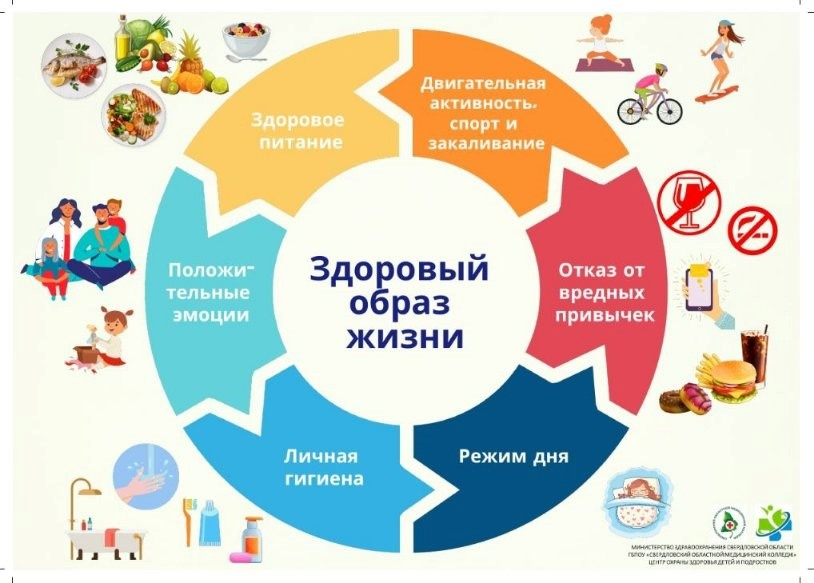 Здоровый
образ
жизни
Двигательная
активность,
спорт и
закаливание
Отказ от
вредных
привычек
Режим дня
Личная
гигиена
Положи-
тельные
эмоции
Здоровое
питание
МИНИСТЕРСТВО ЗДРАВООХРАНЕНИЯ СВЕРДЛОВСКОЙ ОБЛАСТИ
ГБПОУ «СВЕРДЛОВСКИЙ ОБЛАСТНОЙ МЕДИЦИНСКИЙ КОЛЛЕДЖ»
ЦЕНТР ОХРАНЫ ЗДОРОВЬЯ ДЕТЕЙ И ПОДРОСТКОВ